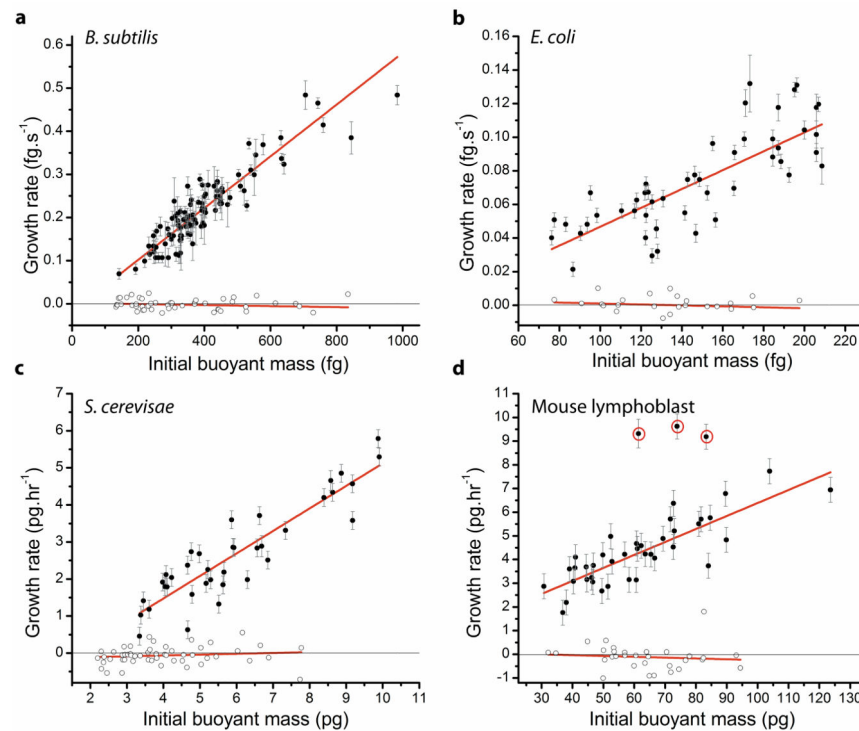 a
B. subtilis
0.6
0.5
0.4
0.3
0.2
0.1
0.0
Growth rate (fg.s⁻¹)
0 200 400 600 800 1000
Initial buoyant mass (fg)
b
E. coli
0.16
0.14
0.12
0.10
0.08
0.06
0.04
0.02
0.00
Growth rate (fg.s⁻¹)
60 80 100 120 140 160 180 200 220
Initial buoyant mass (fg)
c
S. cerevisae
7
6
5
4
3
2
1
0
Growth rate (pg.hr⁻¹)
2 3 4 5 6 7 8 9 10 11
Initial buoyant mass (pg)
d
Mouse lymphoblast
11
10
9
8
7
6
5
4
3
2
1
0
-1
Growth rate (pg.hr⁻¹)
30 40 50 60 70 80 90 100 110 120 130
Initial buoyant mass (pg)